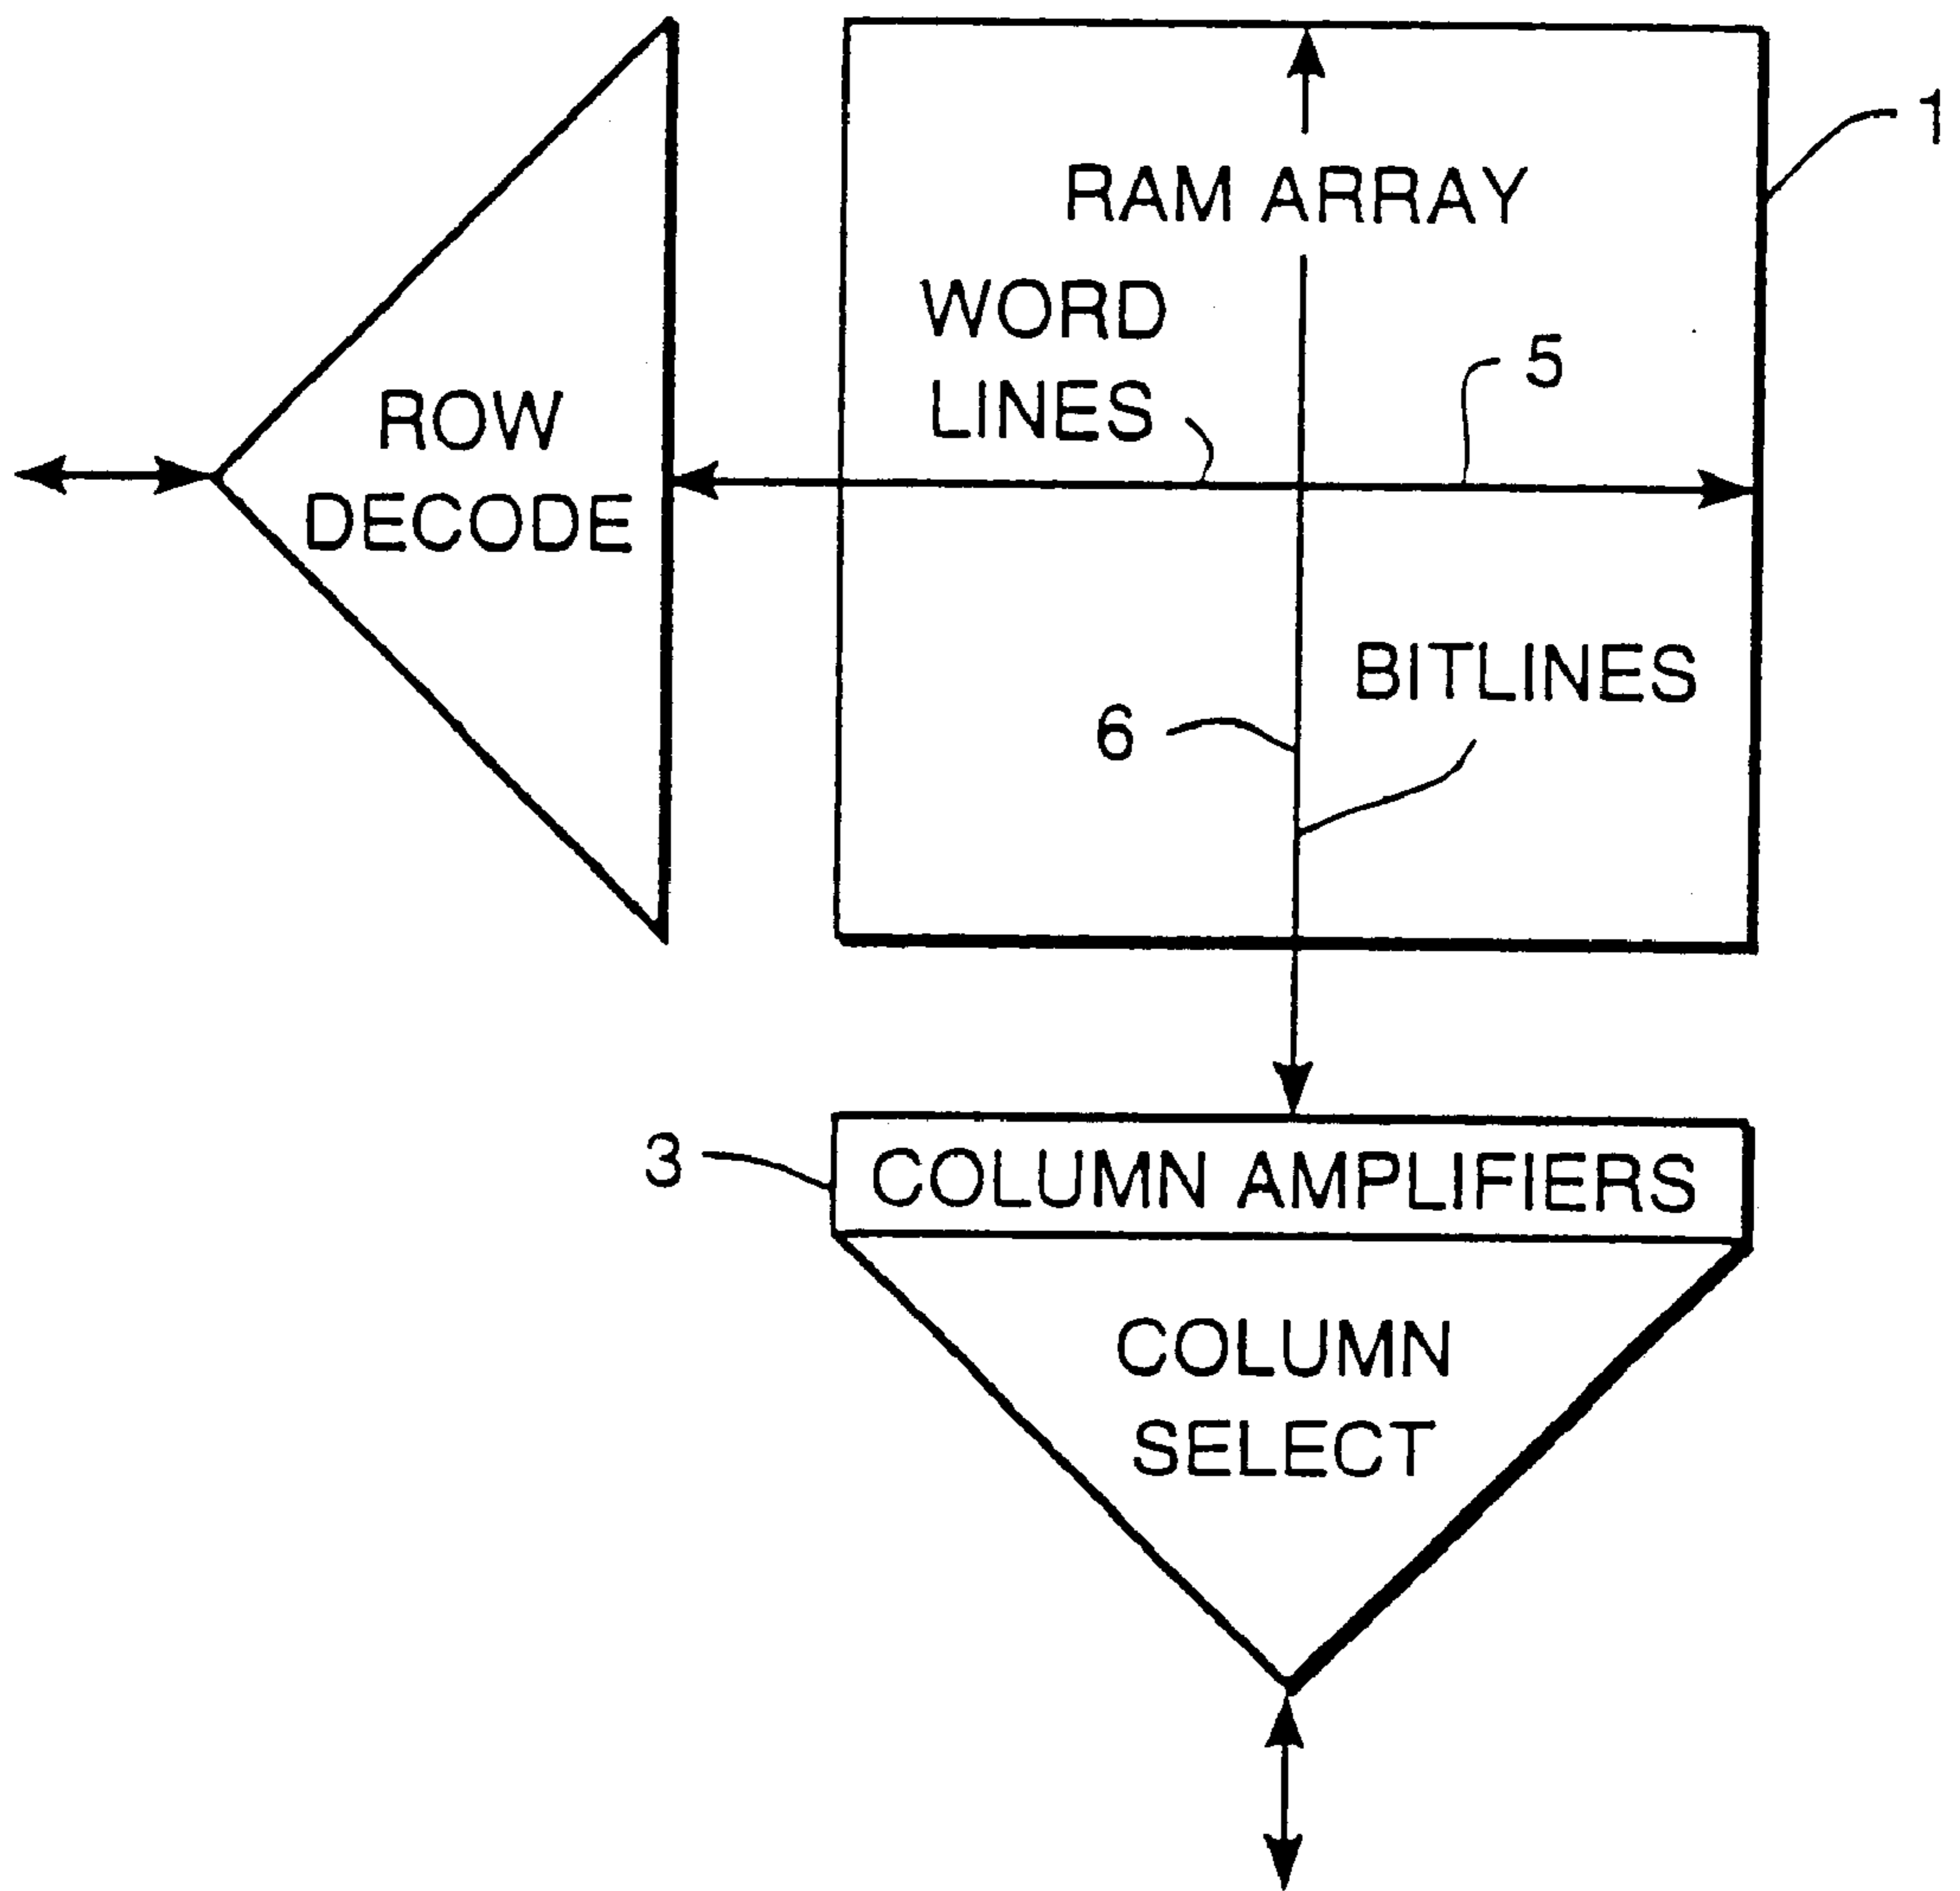 1
RAM ARRAY
WORD
LINES
5
ROW
DECODE
BITLINES
6
3
COLUMN AMPLIFIERS
COLUMN
SELECT